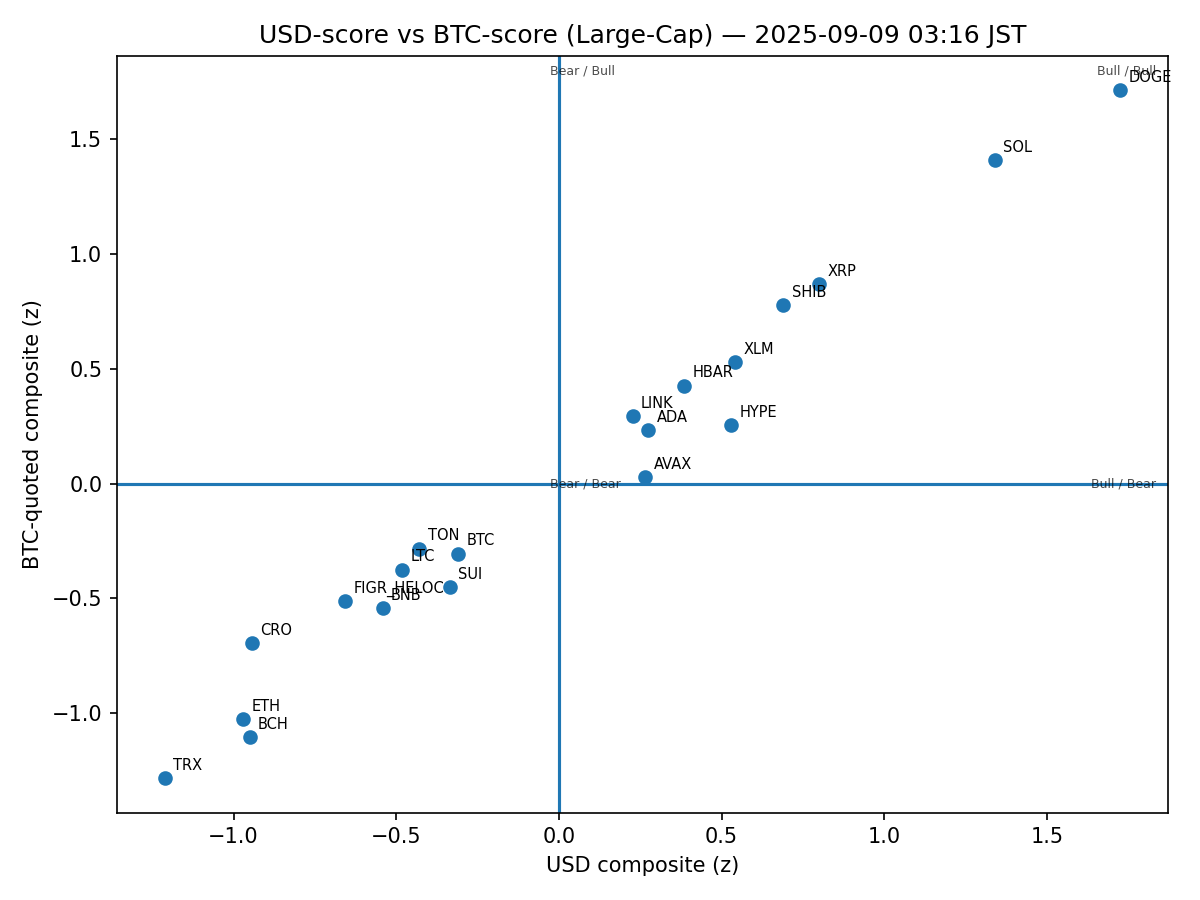 USD-score vs BTC-score (Large-Cap) — 2025-09-09 03:16 JST
Bear / Bull
Bull / Bull
DOGE
1.5
SOL
XRP
SHIB
1.0
XLM
HBAR
0.5
LINK
ADA
HYPE
AVAX
0.0
Bear / Bear
Bull / Bear
TON
BTC
LTC
SUI
FIGR_HELOC
BNB
−0.5
CRO
ETH
−1.0
BCH
TRX
−1.0
−0.5
0.0
0.5
1.0
1.5
USD composite (z)
BTC-quoted composite (z)